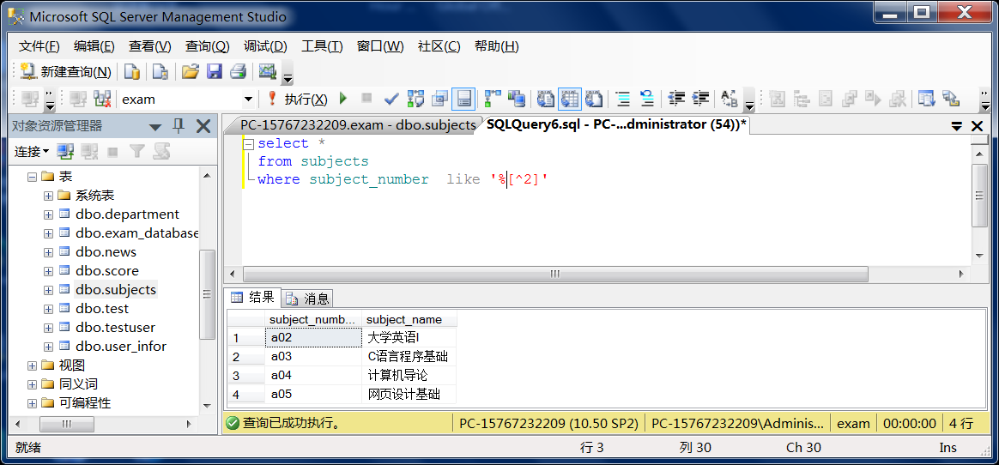 Microsoft SQL Server Management Studio
文件(F) 编辑(E) 查看(V) 查询(Q) 调试(D) 工具(T) 窗口(W) 社区(C) 帮助(H)
新建查询(N)
exam 执行(X)
对象资源管理器
PC-15767232209.exam - dbo.subjects
SQLQuery6.sql - PC-...dministrator (54))*
连接
表
系统表
dbo.department
dbo.exam_database
dbo.news
dbo.score
dbo.subjects
dbo.test
dbo.testuser
dbo.user_infor
视图
同义词
可编程性
select *
from subjects
where subject_number  like '%[^2]'
结果 消息
subject_numb... subject_name
1 a02 大学英语I
2 a03 C语言程序基础
3 a04 计算机导论
4 a05 网页设计基础
查询已成功执行。 PC-15767232209 (10.50 SP2) PC-15767232209\Adminis... exam 00:00:00 4 行
就绪 行 3 列 30 Ch 30 Ins